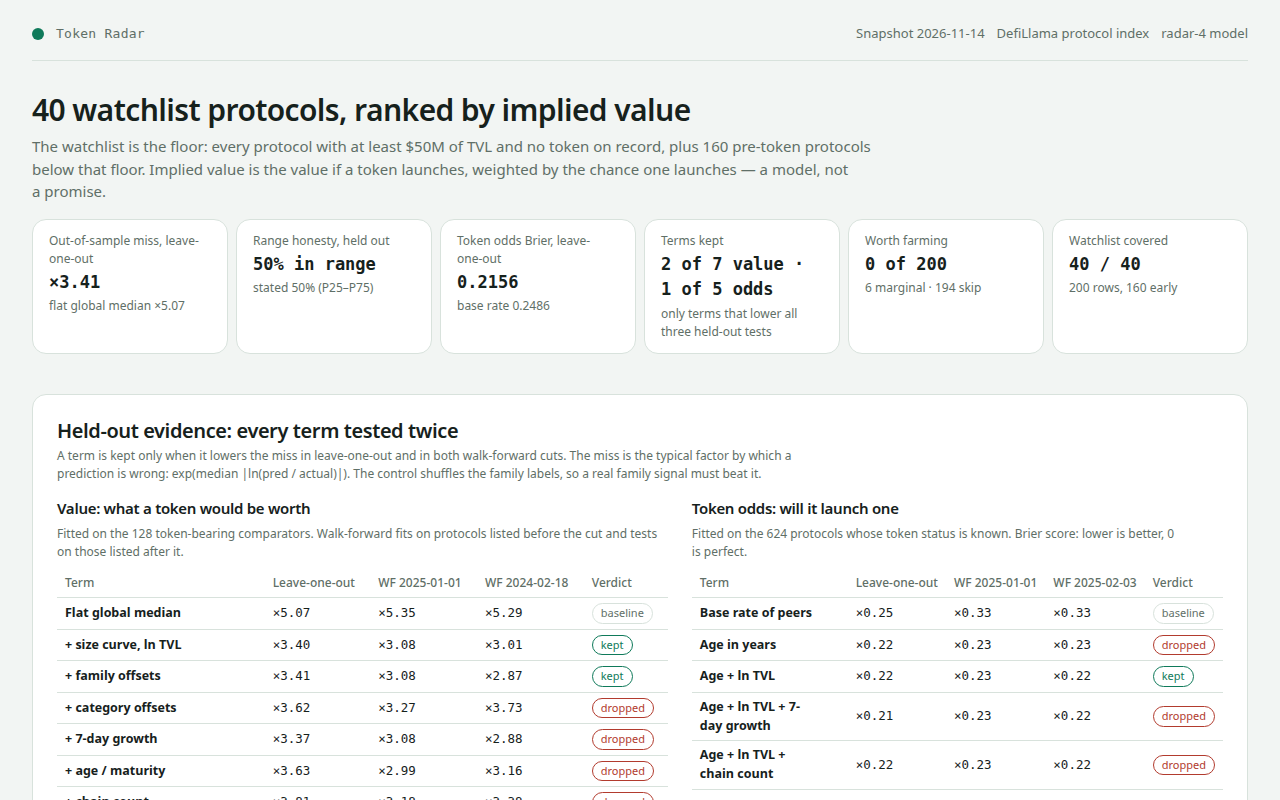 Token Radar
Snapshot 2026-11-14 DefiLlama protocol index radar-4 model
40 watchlist protocols, ranked by implied value
The watchlist is the floor: every protocol with at least $50M of TVL and no token on record, plus 160 pre-token protocols
below that floor. Implied value is the value if a token launches, weighted by the chance one launches — a model, not
a promise.
Out-of-sample miss, leave-
one-out
×3.41
flat global median ×5.07
Range honesty, held out
50% in range
stated 50% (P25–P75)
Token odds Brier, leave-
one-out
0.2156
base rate 0.2486
Terms kept
2 of 7 value ·
1 of 5 odds
only terms that lower all
three held-out tests
Worth farming
0 of 200
6 marginal · 194 skip
Watchlist covered
40 / 40
200 rows, 160 early
Held-out evidence: every term tested twice
A term is kept only when it lowers the miss in leave-one-out and in both walk-forward cuts. The miss is the typical factor by which a
prediction is wrong: exp(median |ln(pred / actual)|). The control shuffles the family labels, so a real family signal must beat it.
Value: what a token would be worth
Fitted on the 128 token-bearing comparators. Walk-forward fits on protocols listed before the cut and tests
on those listed after it.
Term Leave-one-out WF 2025-01-01 WF 2024-02-18 Verdict
Flat global median ×5.07 ×5.35 ×5.29 baseline
+ size curve, ln TVL ×3.40 ×3.08 ×3.01 kept
+ family offsets ×3.41 ×3.08 ×2.87 kept
+ category offsets ×3.62 ×3.27 ×3.73 dropped
+ 7-day growth ×3.37 ×3.08 ×2.88 dropped
+ age / maturity ×3.63 ×2.99 ×3.16 dropped
Token odds: will it launch one
Fitted on the 624 protocols whose token status is known. Brier score: lower is better, 0
is perfect.
Term Leave-one-out WF 2025-01-01 WF 2025-02-03 Verdict
Base rate of peers ×0.25 ×0.33 ×0.33 baseline
Age in years ×0.22 ×0.23 ×0.23 dropped
Age + ln TVL ×0.22 ×0.23 ×0.22 kept
Age + ln TVL + 7-
day growth ×0.21 ×0.23 ×0.22 dropped
Age + ln TVL +
chain count ×0.22 ×0.23 ×0.22 dropped